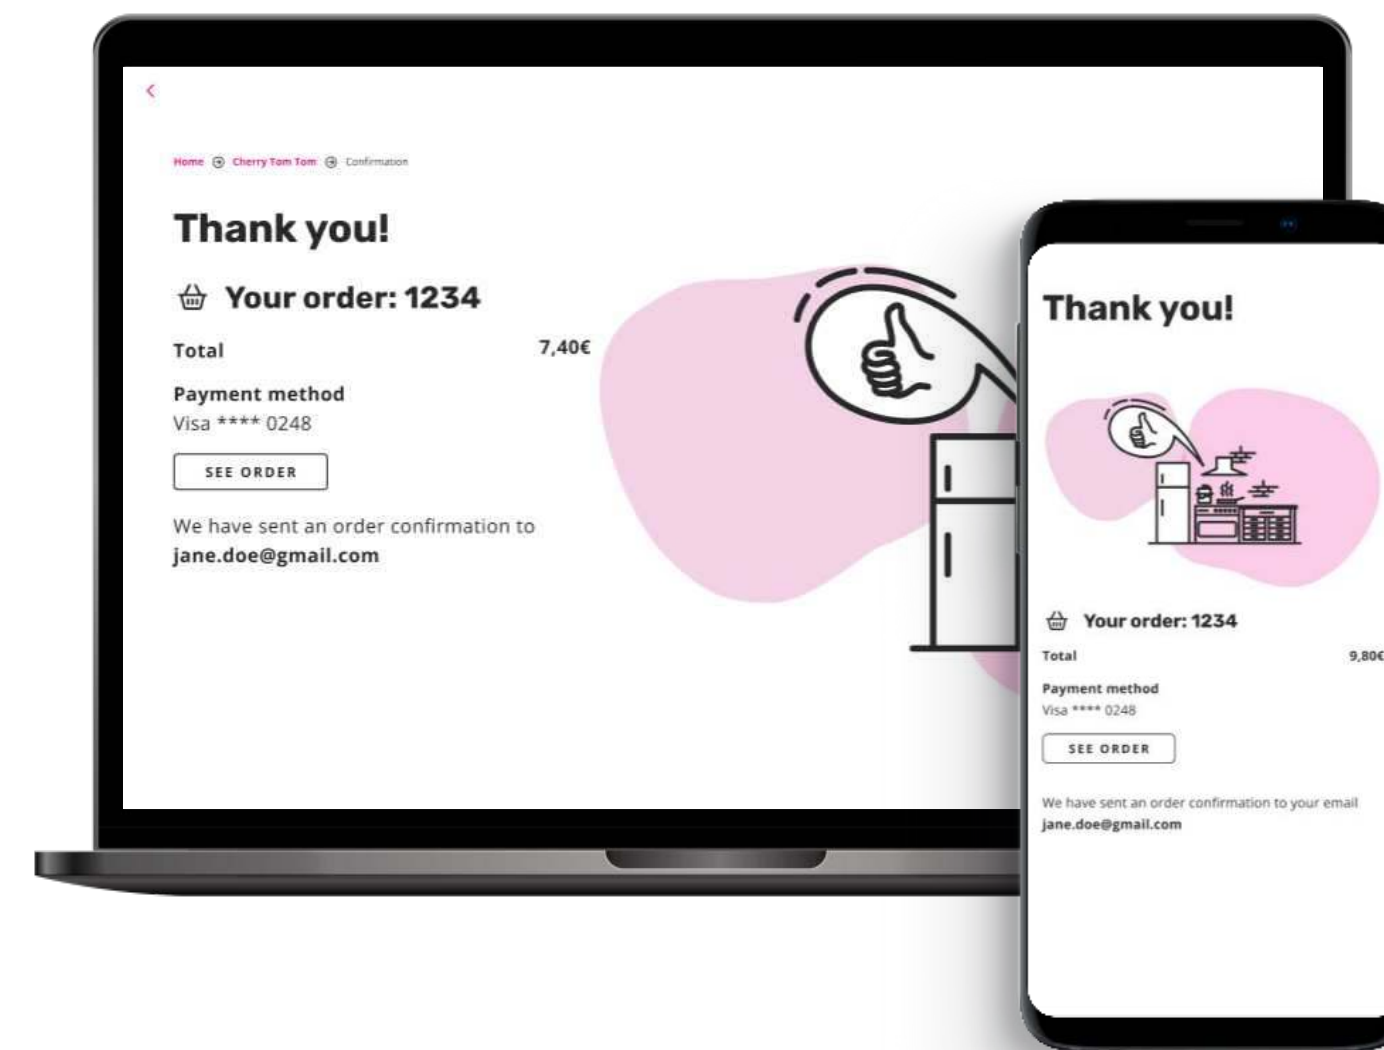 Home Cherry Tom Tom Confirmation
Thank you!
Your order: 1234
Total 7,40€
Payment method
Visa **** 0248
SEE ORDER
We have sent an order confirmation to
jane.doe@gmail.com
Thank you!
Your order: 1234
Total 9,80€
Payment method
Visa **** 0248
SEE ORDER
We have sent an order confirmation to your email
jane.doe@gmail.com